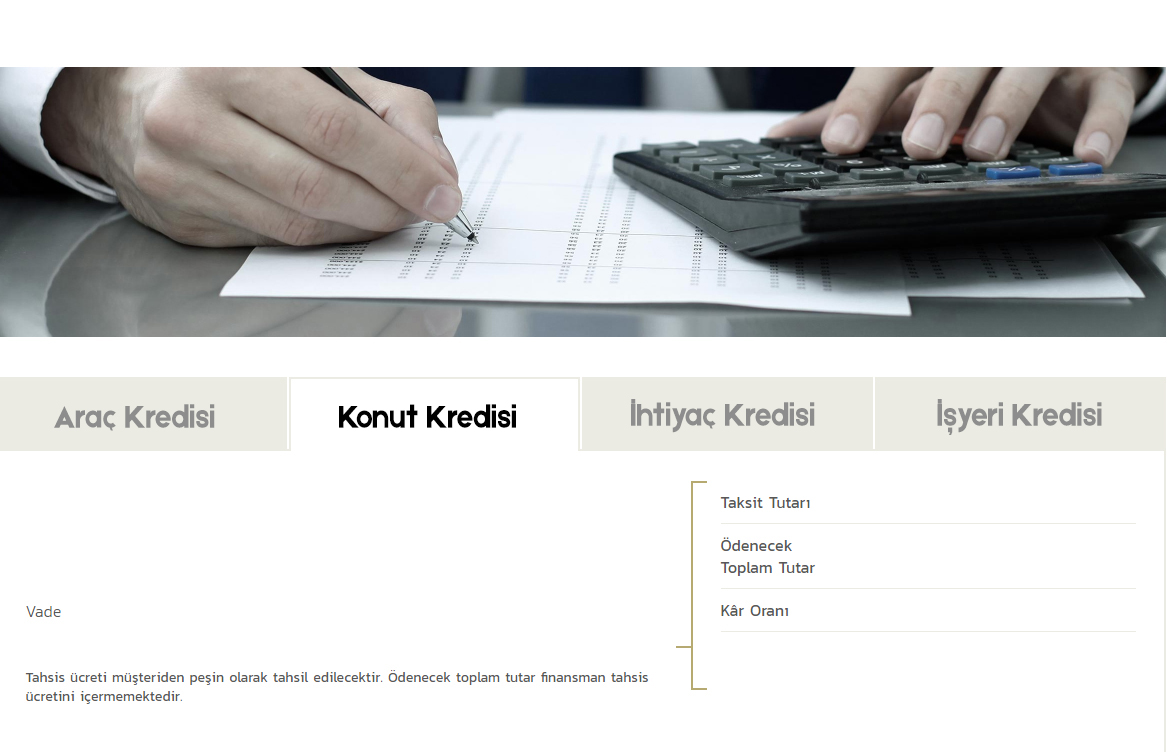 Araç Kredisi
Konut Kredisi
İhtiyaç Kredisi
İşyeri Kredisi
Taksit Tutarı
Ödenecek
Toplam Tutar
Kâr Oranı
Vade
Tahsis ücreti müşteriden peşin olarak tahsil edilecektir. Ödenecek toplam tutar finansman tahsis
ücretini içermemektedir.